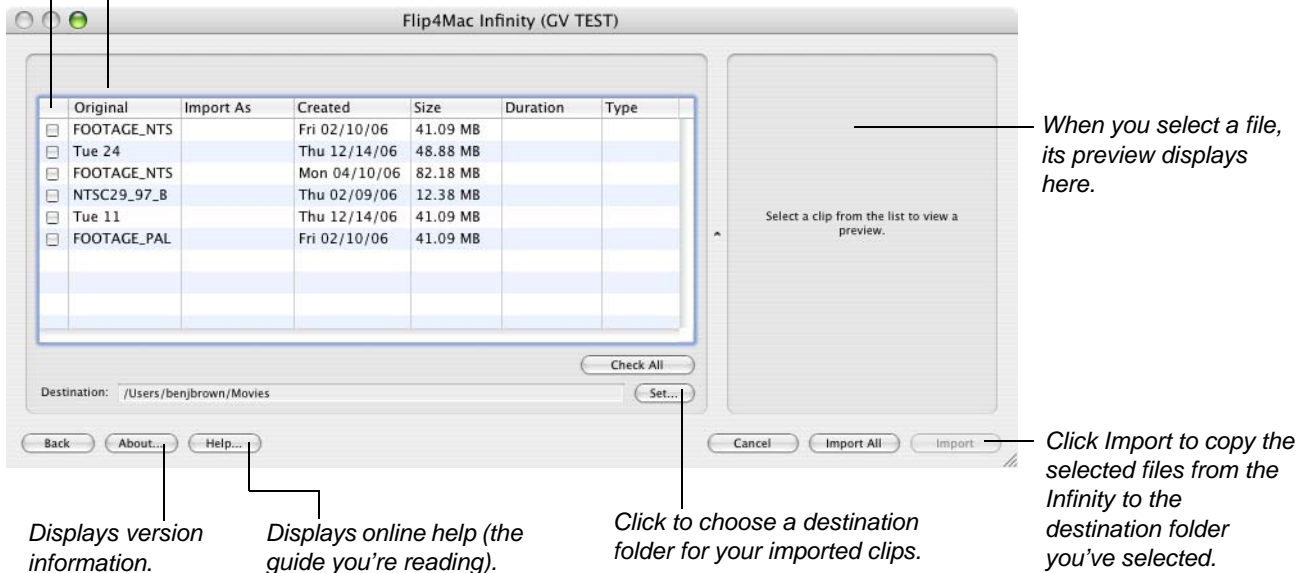 Flip4Mac Infinity (GV TEST)
Original Import As Created Size Duration Type
FOOTAGE_NTS Fri 02/10/06 41.09 MB
Tue 24 Thu 12/14/06 48.88 MB
FOOTAGE_NTS Mon 04/10/06 82.18 MB
NTSC29_97_B Thu 02/09/06 12.38 MB
Tue 11 Thu 12/14/06 41.09 MB
FOOTAGE_PAL Fri 02/10/06 41.09 MB
Check All
Destination: /Users/benjbrown/Movies Set...
Select a clip from the list to view a
preview.
Back About... Help... Cancel Import All Import
When you select a file,
its preview displays
here.
Click Import to copy the
selected files from the
Infinity to the
destination folder
you've selected.
Displays version
information.
Displays online help (the
guide you're reading).
Click to choose a destination
folder for your imported clips.